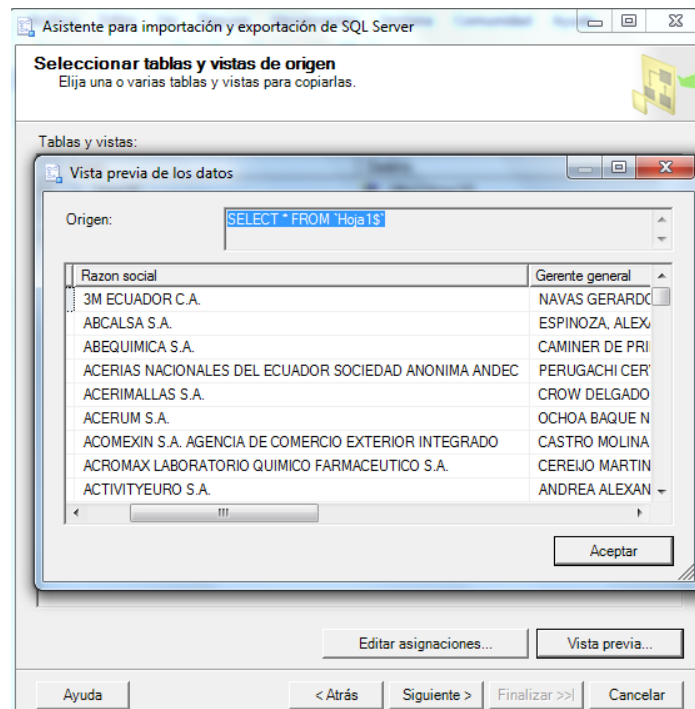 Asistente para importación y exportación de SQL Server
Seleccionar tablas y vistas de origen
Elija una o varias tablas y vistas para copiarlas.
Tablas y vistas:
Vista previa de los datos
Origen:
SELECT * FROM `Hoja1$`
Razon social Gerente general
3M ECUADOR C.A. NAVAS GERARDO
ABCALSA S.A. ESPINOZA, ALEX
ABEQUIMICA S.A. CAMINER DE PRI
ACERIAS NACIONALES DEL ECUADOR SOCIEDAD ANONIMA ANDEC PERUGACHI CER
ACERIMALLAS S.A. CROW DELGADO
ACERUM S.A. OCHOA BAQUE N
ACOMEXIN S.A. AGENCIA DE COMERCIO EXTERIOR INTEGRADO CASTRO MOLINA
ACROMAX LABORATORIO QUIMICO FARMACEUTICO S.A. CEREIJO MARTIN
ACTIVITYEURO S.A. ANDREA ALEXAN
Aceptar
Editar asignaciones... Vista previa...
Ayuda < Atrás Siguiente > Finalizar >>| Cancelar